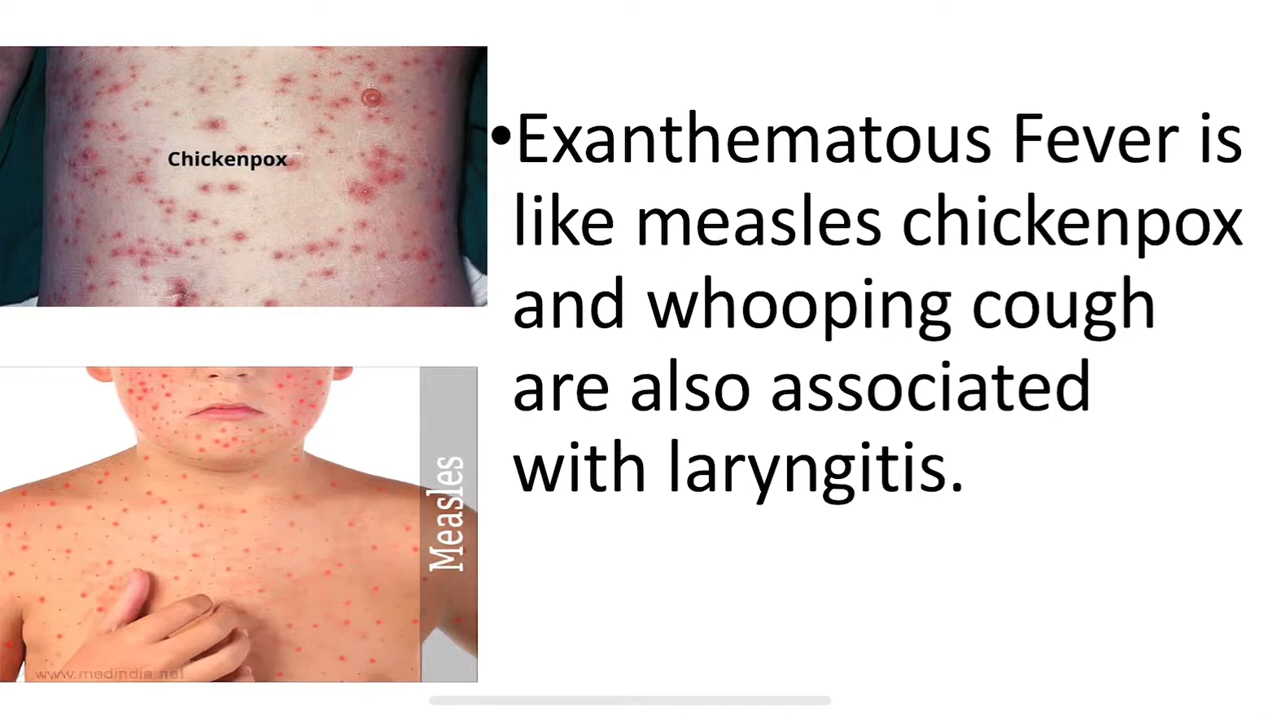 Chickenpox
Measles
www.medindia.net
•Exanthematous Fever is
like measles chickenpox
and whooping cough
are also associated
with laryngitis.